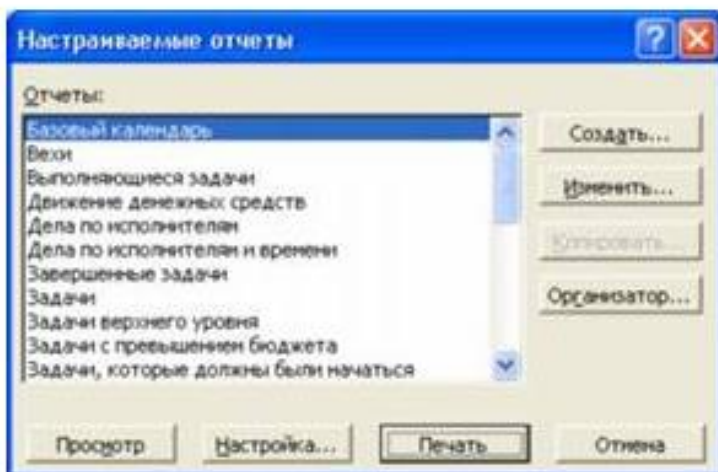 Настраиваемые отчеты
Отчеты:
Базовый календарь
Вехи
Выполняющиеся задачи
Движение денежных средств
Дела по исполнителям
Дела по исполнителям и времени
Завершенные задачи
Задачи
Задачи верхнего уровня
Задачи с превышением бюджета
Задачи, которые должны были начаться
Создать...
Изменить...
Копировать...
Организатор...
Просмотр
Настройка...
Печать
Отмена